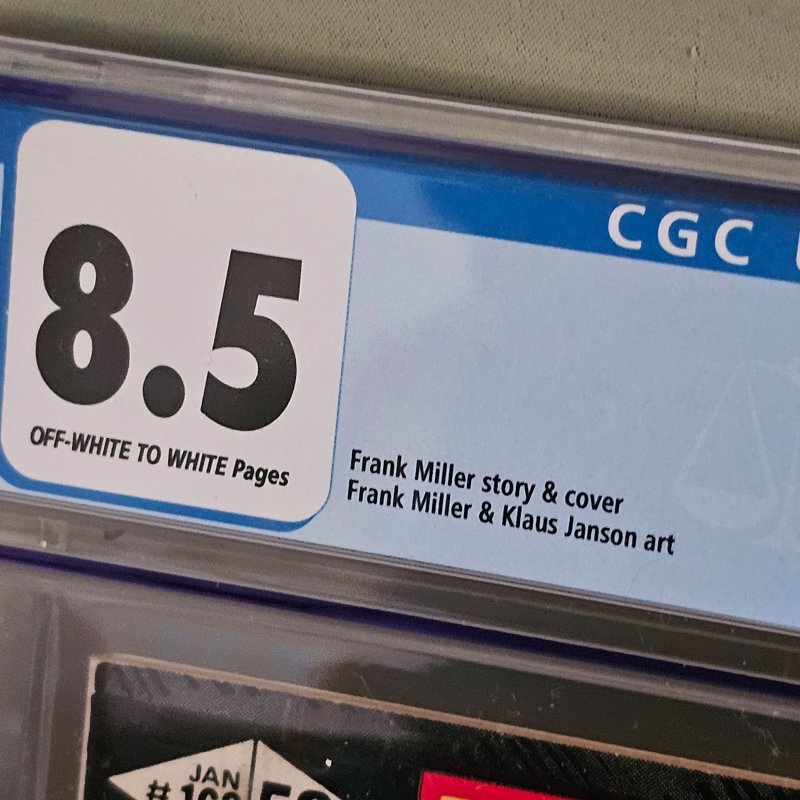 CGC
8.5
OFF-WHITE TO WHITE Pages
Frank Miller story & cover
Frank Miller & Klaus Janson art
JAN